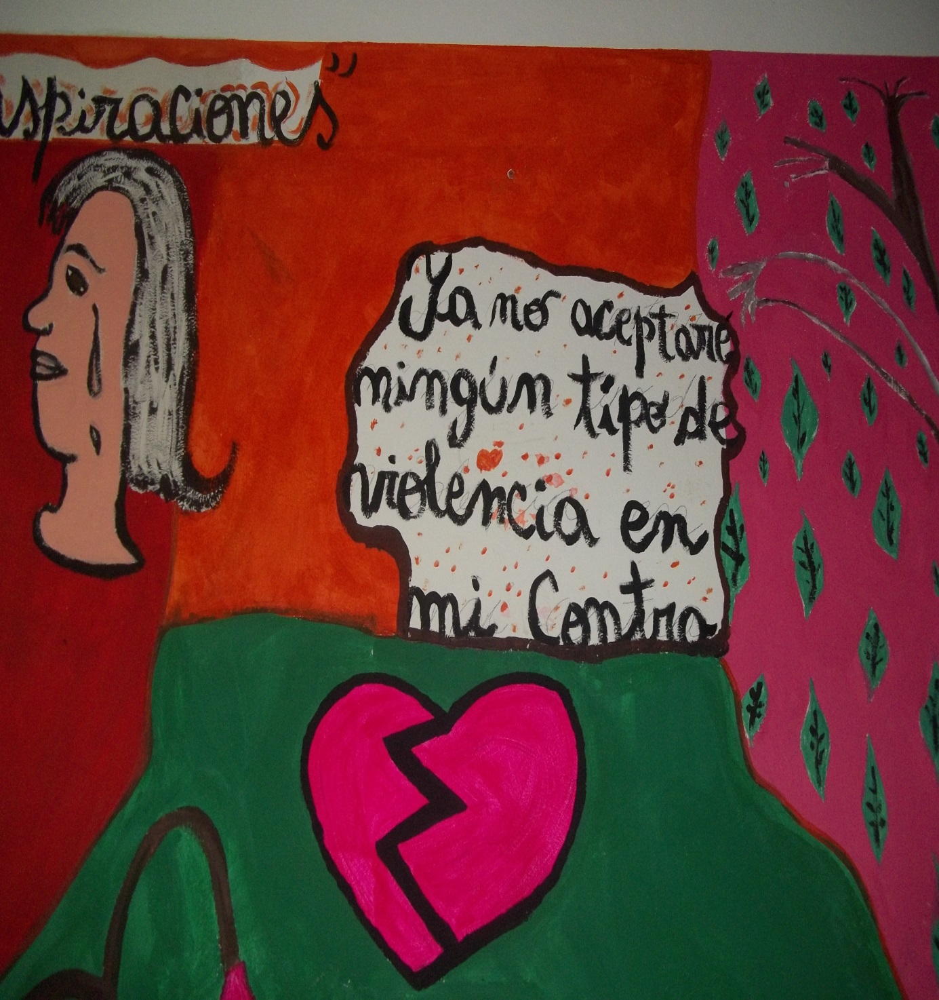 spiraciones"
Ya no aceptaré
ningún tipo de
violencia en
mi Contra